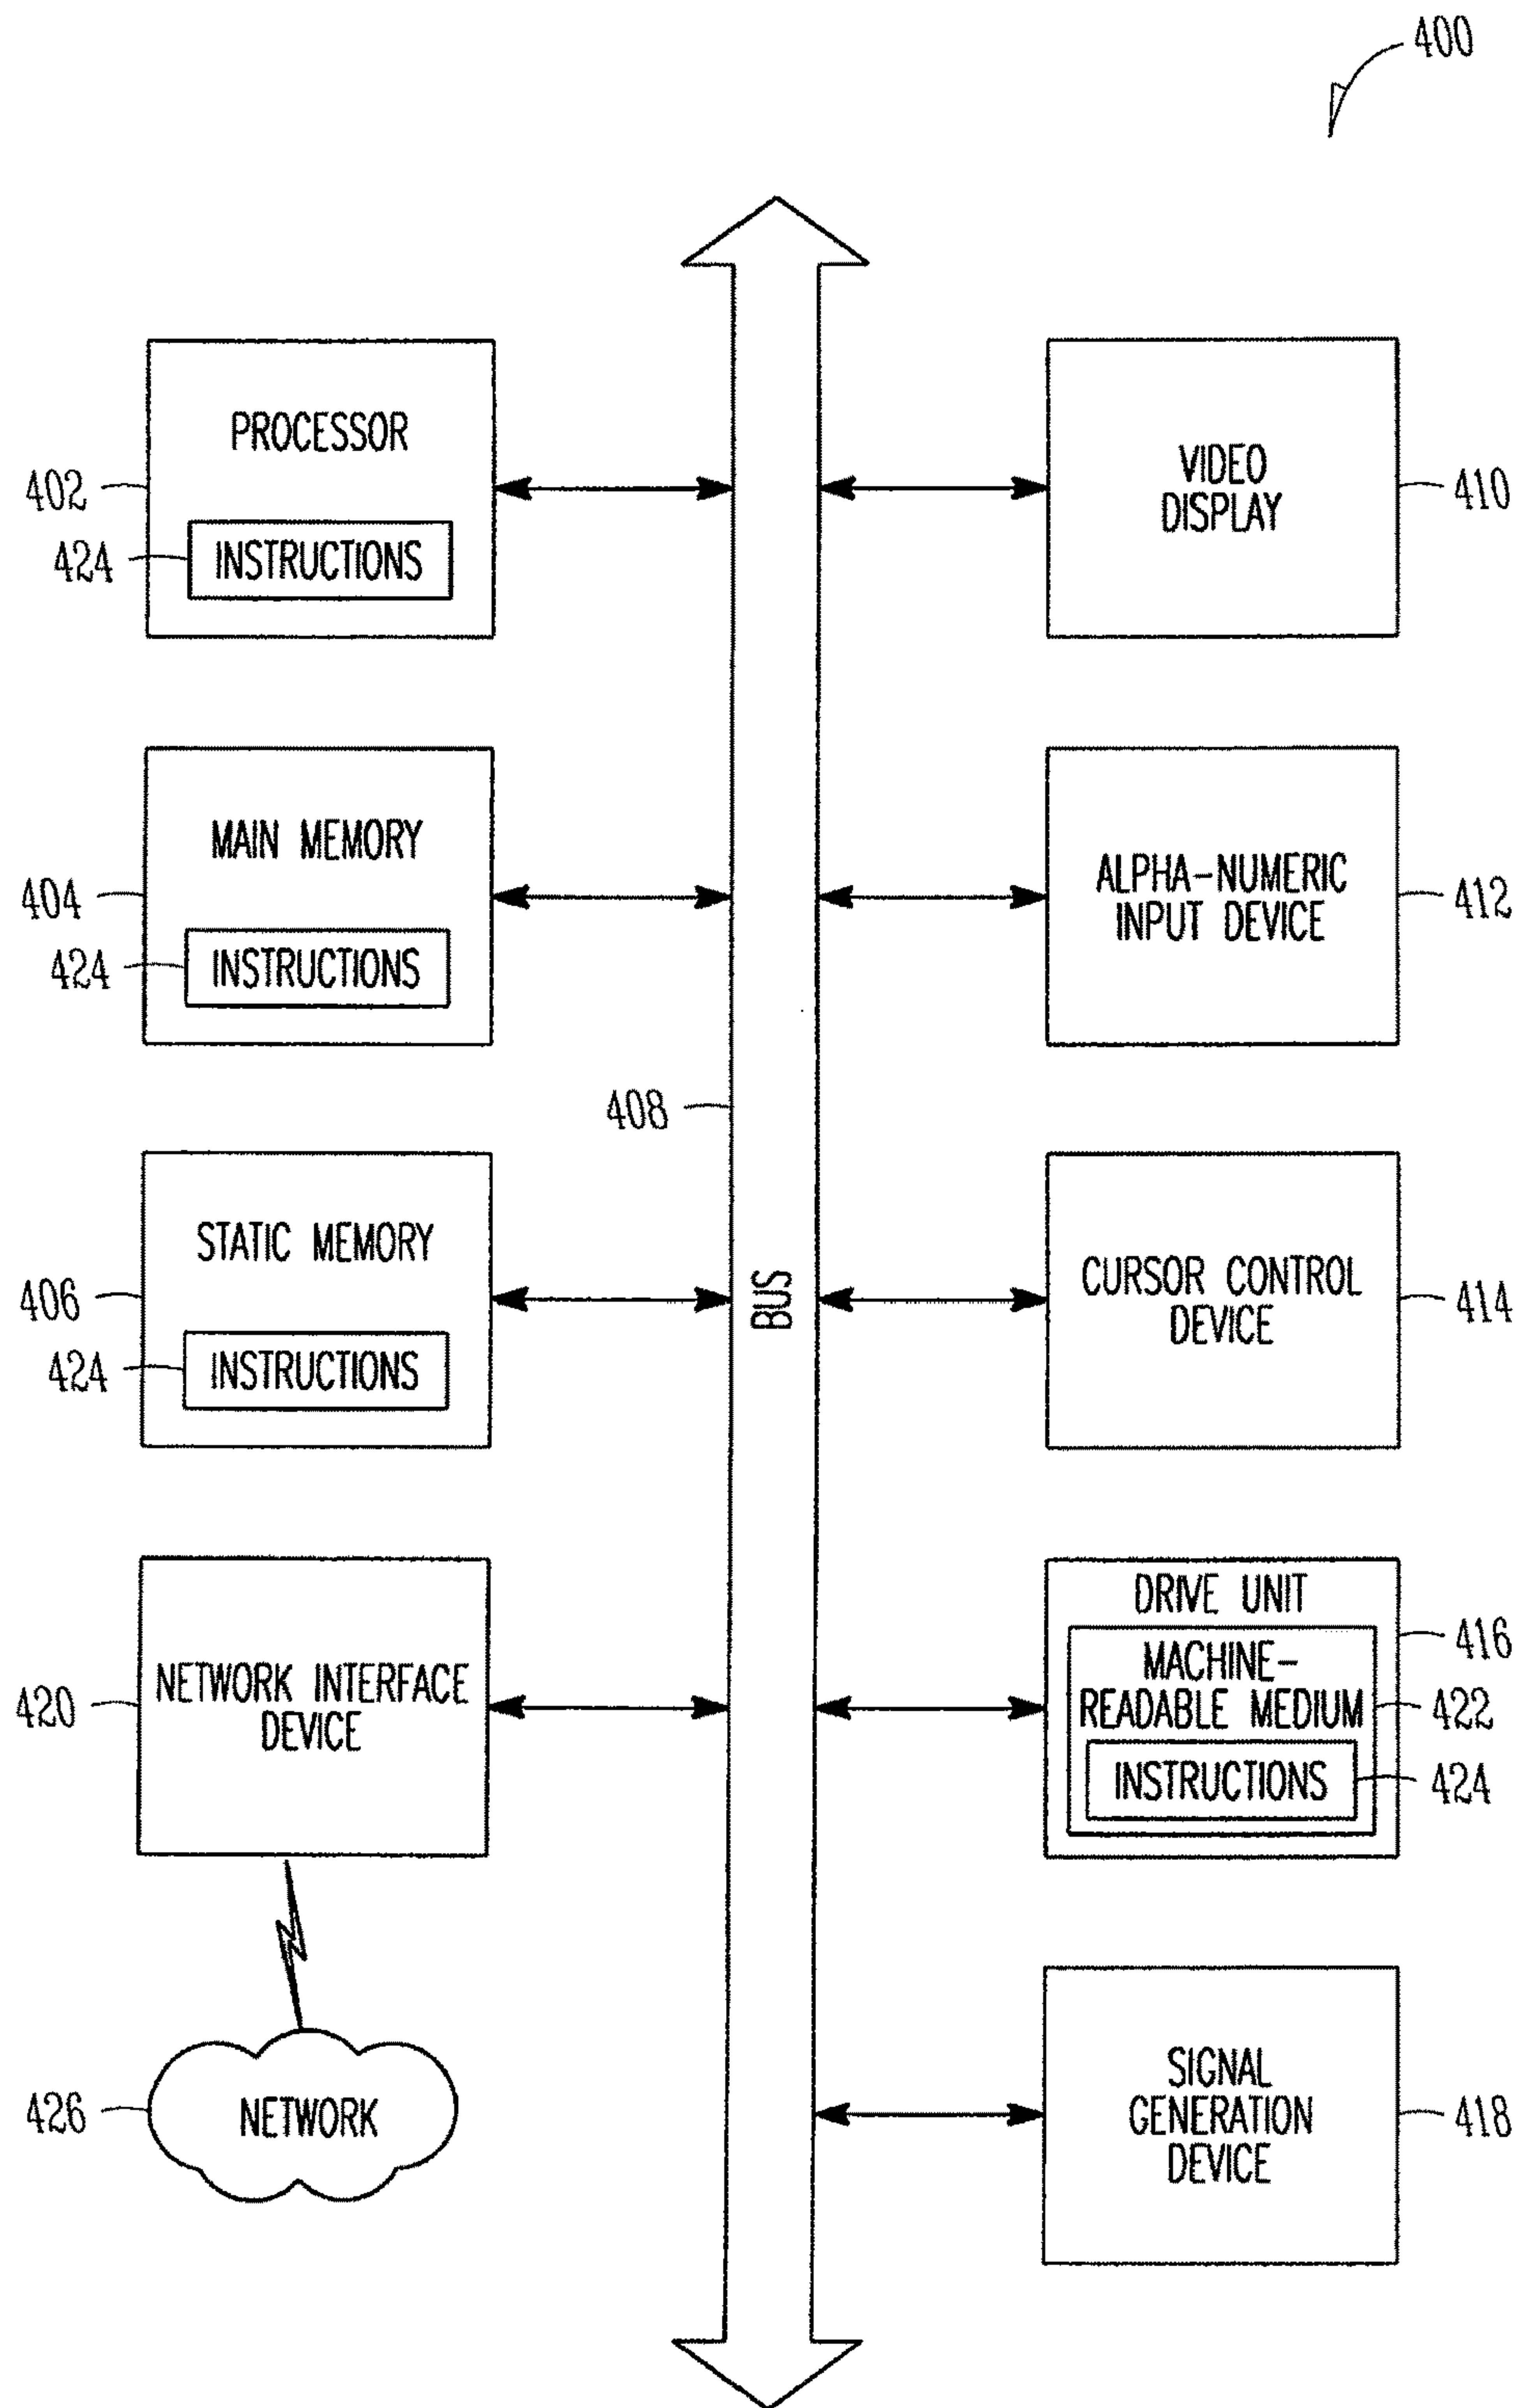 400
PROCESSOR
402
424
INSTRUCTIONS
VIDEO
DISPLAY
410
MAIN MEMORY
404
424
INSTRUCTIONS
ALPHA-NUMERIC
INPUT DEVICE
412
408
BUS
STATIC MEMORY
406
424
INSTRUCTIONS
CURSOR CONTROL
DEVICE
414
NETWORK INTERFACE
DEVICE
420
DRIVE UNIT
416
MACHINE-
READABLE MEDIUM
422
INSTRUCTIONS
424
NETWORK
426
SIGNAL
GENERATION
DEVICE
418